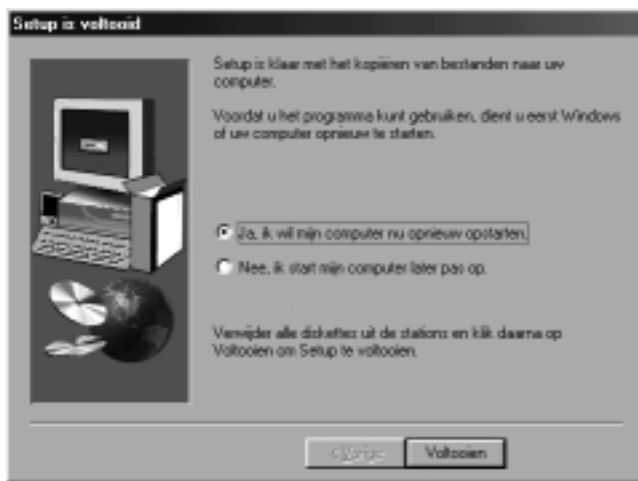 Setup is voltooid
Setup is klaar met het kopiëren van bestanden naar uw
computer.
Voordat u het programma kunt gebruiken, dient u eerst Windows
of uw computer opnieuw te starten.
Ja, ik wil mijn computer nu opnieuw opstarten.
Nee, ik start mijn computer later pas op.
Verwijder alle diskettes uit de stations en klik daarna op
Voltooien om Setup te voltooien.
< Vorige
Voltooien